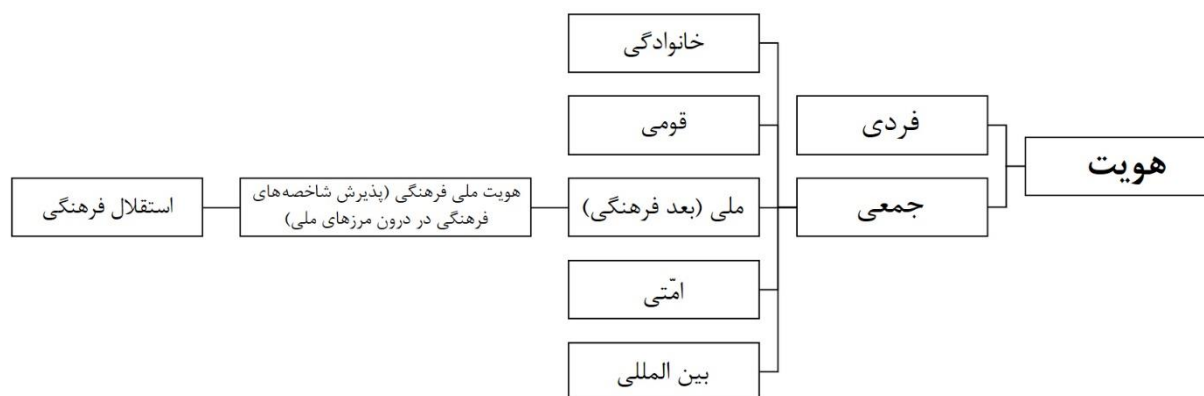 هویت
فردی
جمعی
خانوادگی
قومی
ملی (بعد فرهنگی)
امّتی
بین المللی
هویت ملی فرهنگی (پذیرش شاخصه‌های
فرهنگی در درون مرزهای ملی)
استقلال فرهنگی